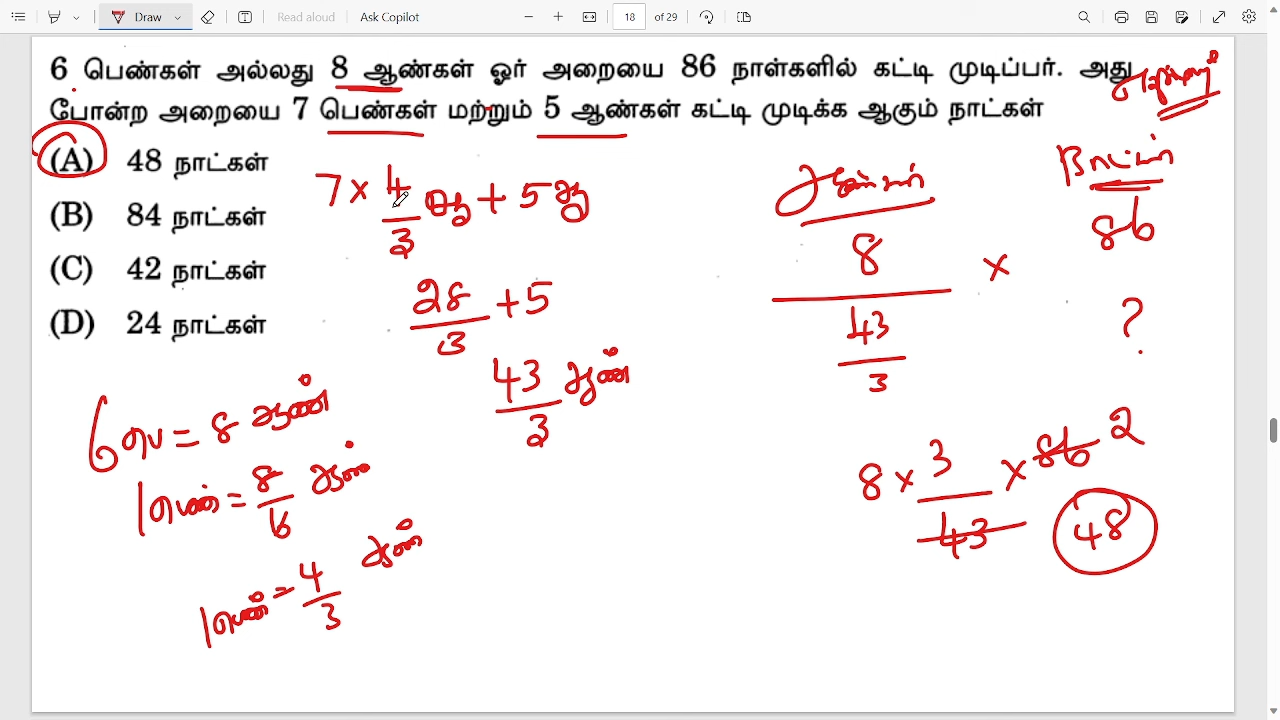 Draw
Read aloud
Ask Copilot
18 of 29
6 பெண்கள் அல்லது 8 ஆண்கள் ஓர் அறையை 86 நாள்களில் கட்டி முடிப்பர். அது
போன்ற அறையை 7 பெண்கள் மற்றும் 5 ஆண்கள் கட்டி முடிக்க ஆகும் நாட்கள்
(A) 48 நாட்கள்
(B) 84 நாட்கள்
(C) 42 நாட்கள்
(D) 24 நாட்கள்
7 × 4/3 ஆ + 5 ஆ
28/3 + 5
43/3 ஆண்
6 பெ = 8 ஆண்
1 பெண் = 8/6 ஆண்
1 பெண் = 4/3 ஆண்
ஆண்கள்
நாட்கள்
8 × 86
43/3 ?
8 × 3/43 × 86 2
48